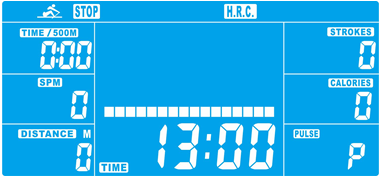 STOP H.R.C.
TIME/500M
0:00
STROKES
0
SPM
0
CALORIES
0
DISTANCE M
0
TIME
13:00
PULSE
P